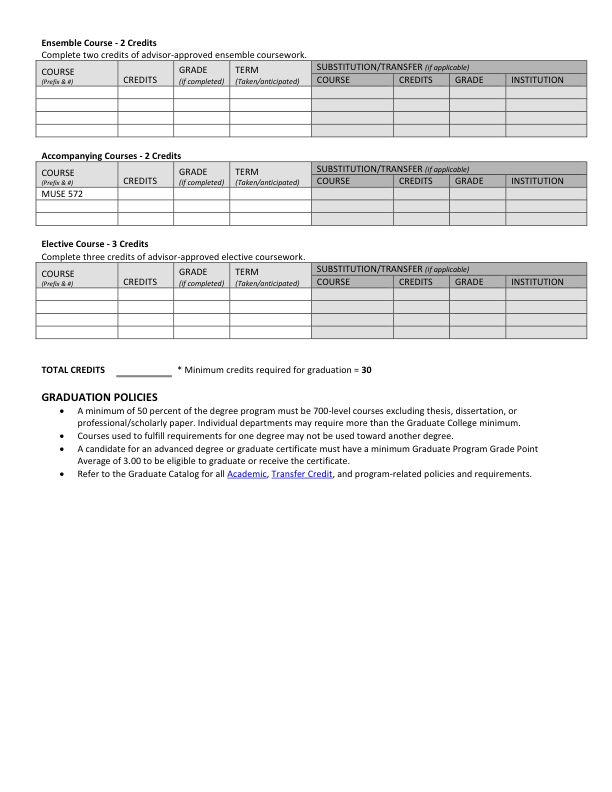 Ensemble Course - 2 Credits
Complete two credits of advisor-approved ensemble coursework.
COURSE CREDITS GRADE TERM SUBSTITUTION/TRANSFER (if applicable)
(Prefix & #) (If completed) (Taken/anticipated) COURSE CREDITS GRADE INSTITUTION
Accompanying Courses - 2 Credits
COURSE CREDITS GRADE TERM SUBSTITUTION/TRANSFER (if applicable)
(Prefix & #) (If completed) (Taken/anticipated) COURSE CREDITS GRADE INSTITUTION
MUSE 572
Elective Course - 3 Credits
Complete three credits of advisor-approved elective coursework.
COURSE CREDITS GRADE TERM SUBSTITUTION/TRANSFER (if applicable)
(Prefix & #) (If completed) (Taken/anticipated) COURSE CREDITS GRADE INSTITUTION
TOTAL CREDITS * Minimum credits required for graduation = 30
GRADUATION POLICIES
• A minimum of 50 percent of the degree program must be 700-level courses excluding thesis, dissertation, or
professional/scholarly paper. Individual departments may require more than the Graduate College minimum.
• Courses used to fulfill requirements for one degree may not be used toward another degree.
• A candidate for an advanced degree or graduate certificate must have a minimum Graduate Program Grade Point
Average of 3.00 to be eligible to graduate or receive the certificate.
• Refer to the Graduate Catalog for all Academic, Transfer Credit, and program-related policies and requirements.